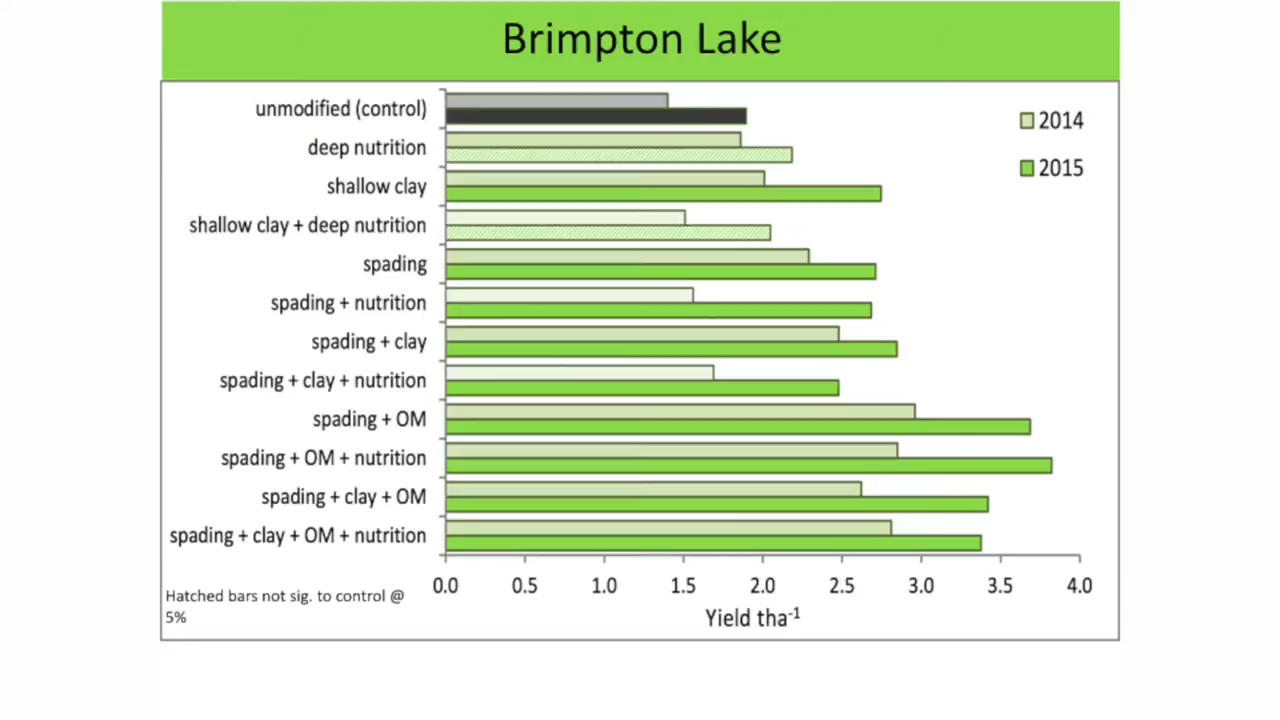 Brimpton Lake
unmodified (control)
deep nutrition
shallow clay
shallow clay + deep nutrition
spading
spading + nutrition
spading + clay
spading + clay + nutrition
spading + OM
spading + OM + nutrition
spading + clay + OM
spading + clay + OM + nutrition
2014
2015
0.0 0.5 1.0 1.5 2.0 2.5 3.0 3.5 4.0
Yield tha⁻¹
Hatched bars not sig. to control @
5%